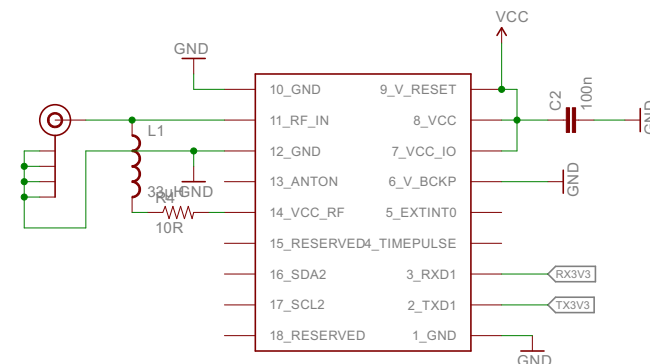 VCC
GND
10_GND
9_V_RESET
C2
100n
11_RF_IN
8_VCC
GND
L1
12_GND
7_VCC_IO
33uH
GND
13_ANTON
6_V_BCKP
GND
R4
14_VCC_RF
5_EXTINT0
10R
15_RESERVED
4_TIMEPULSE
16_SDA2
3_RXD1
RX3V3
17_SCL2
2_TXD1
TX3V3
18_RESERVED
1_GND
GND